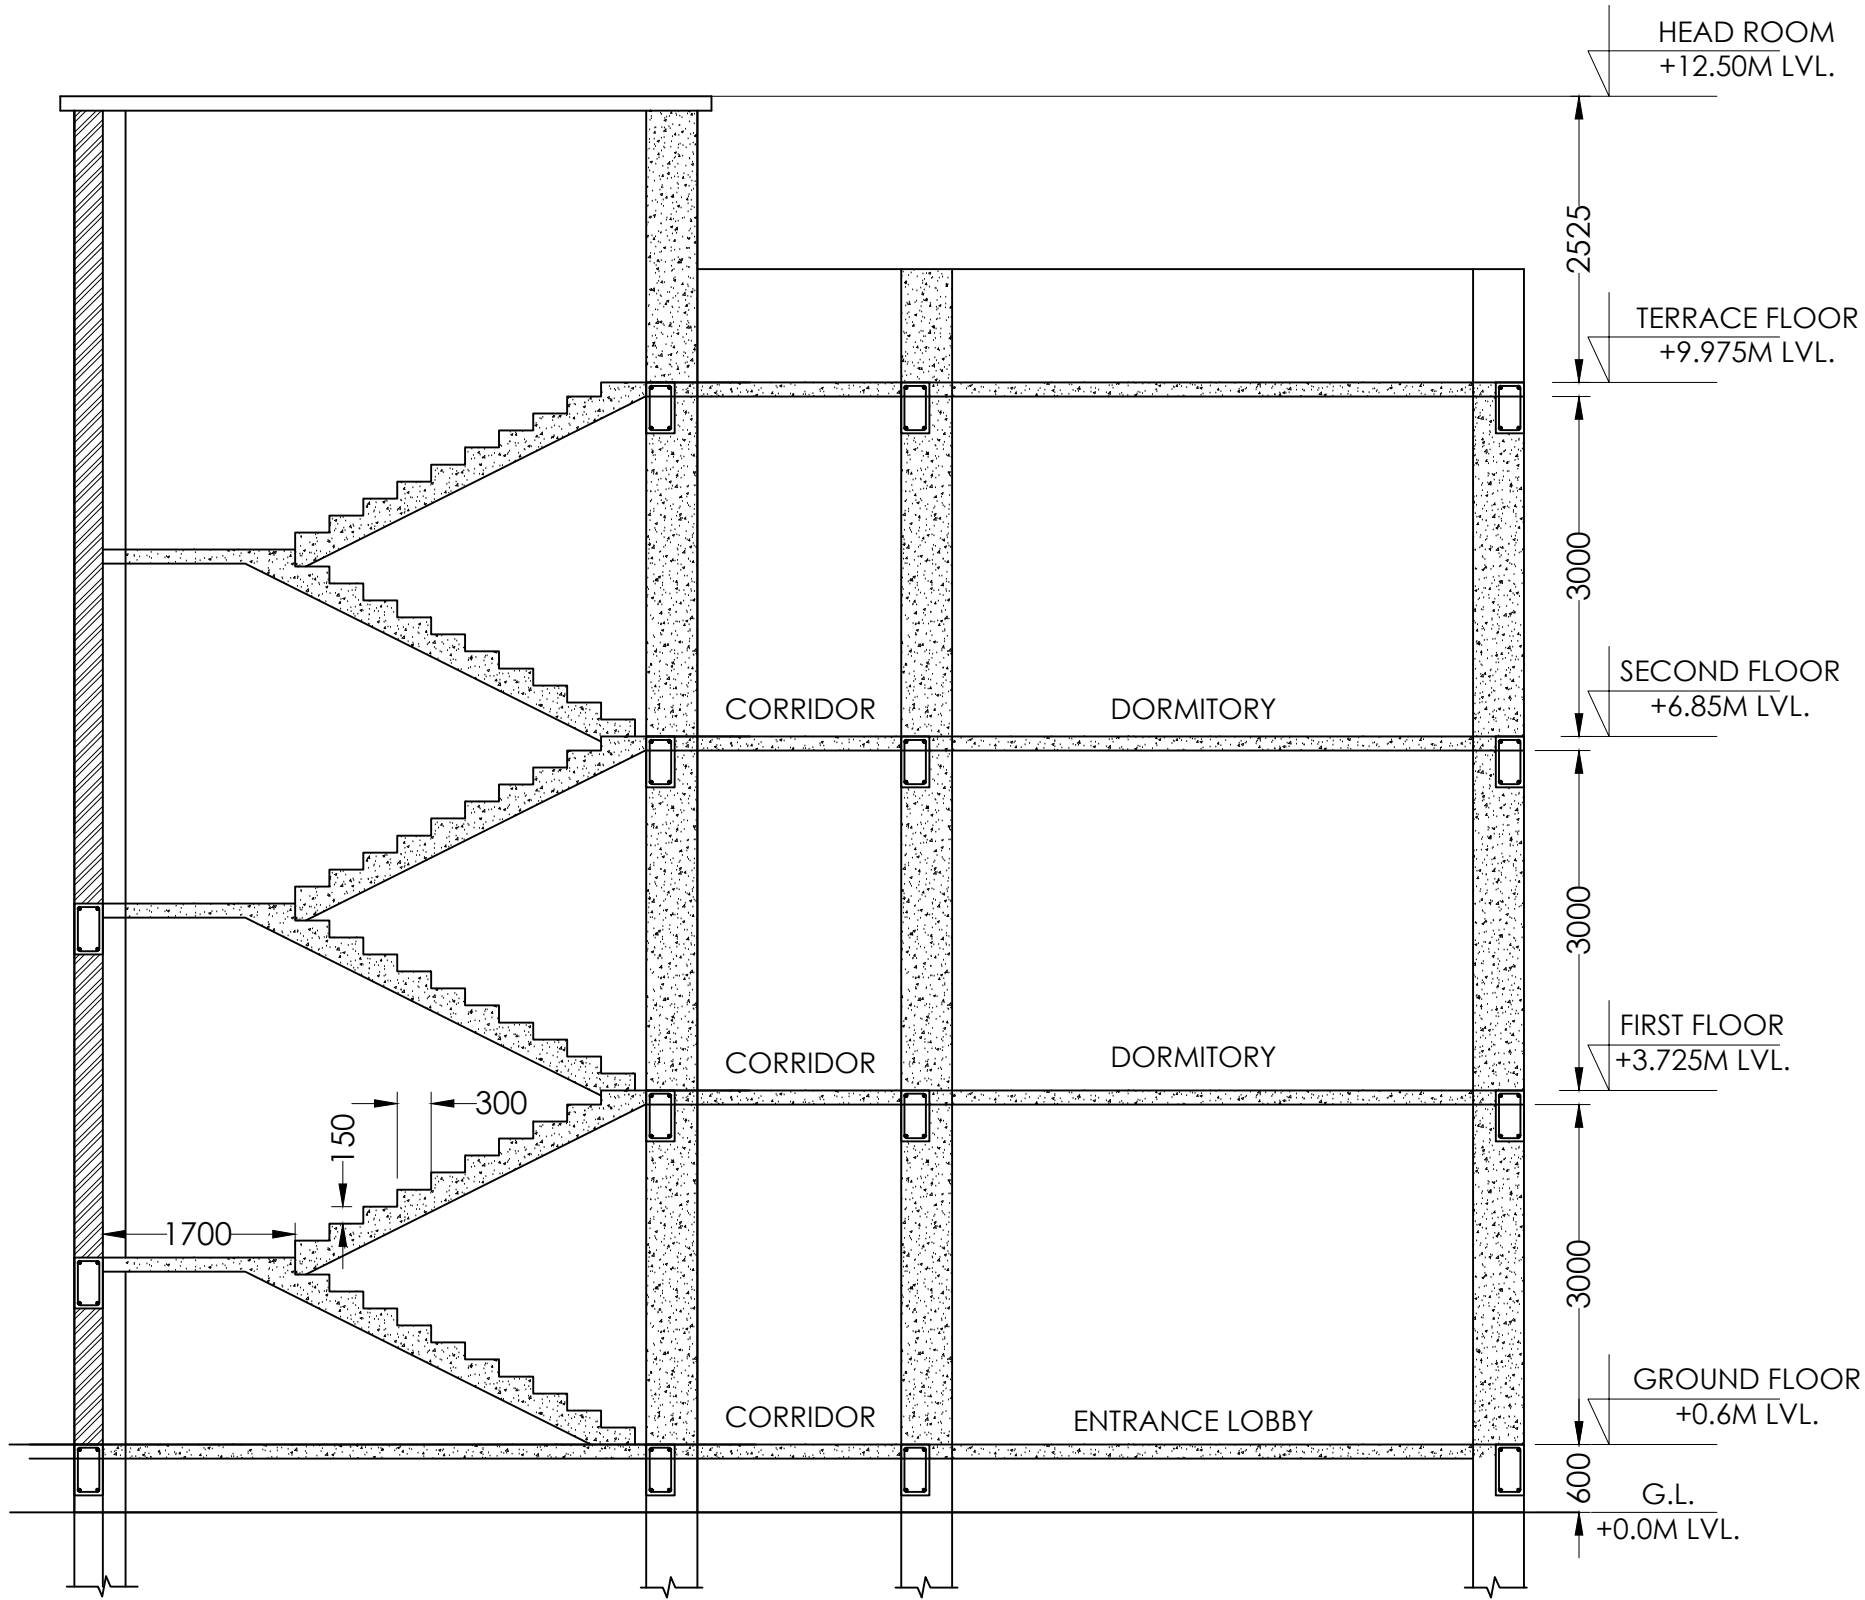 HEAD ROOM
+12.50M LVL.
2525
TERRACE FLOOR
+9.975M LVL.
3000
SECOND FLOOR
+6.85M LVL.
CORRIDOR
DORMITORY
3000
FIRST FLOOR
+3.725M LVL.
CORRIDOR
DORMITORY
300
150
1700
3000
GROUND FLOOR
+0.6M LVL.
CORRIDOR
ENTRANCE LOBBY
600
G.L.
+0.0M LVL.